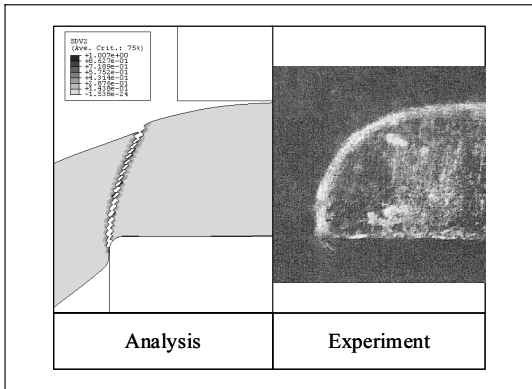 SDV2
(Ave. Crit.: 75%)
+1.007e+00
+8.627e-01
+7.189e-01
+5.752e-01
+4.314e-01
+2.876e-01
+1.438e-01
-1.538e-24
Analysis
Experiment